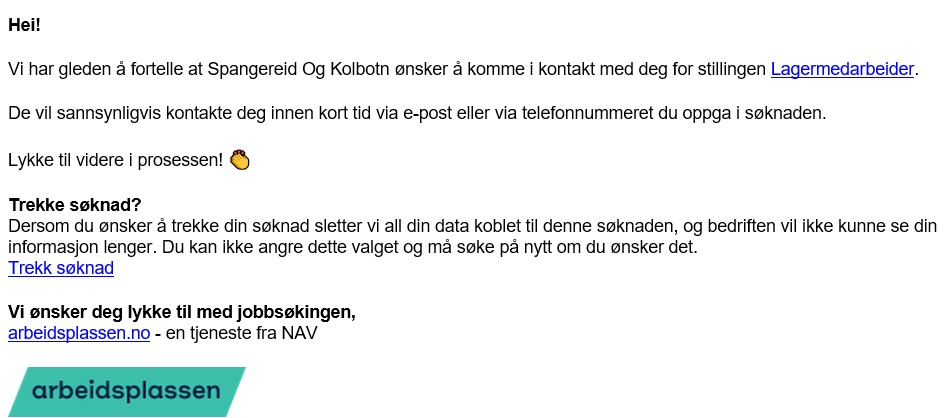 Hei!
Vi har gleden å fortelle at Spangereid Og Kolbotn ønsker å komme i kontakt med deg for stillingen Lagermedarbeider.
De vil sannsynligvis kontakte deg innen kort tid via e-post eller via telefonnummeret du oppga i søknaden.
Lykke til videre i prosessen! 👏
Trekke søknad?
Dersom du ønsker å trekke din søknad sletter vi all din data koblet til denne søknaden, og bedriften vil ikke kunne se din
informasjon lenger. Du kan ikke angre dette valget og må søke på nytt om du ønsker det.
Trekk søknad
Vi ønsker deg lykke til med jobbsøkingen,
arbeidsplassen.no - en tjeneste fra NAV
arbeidsplassen